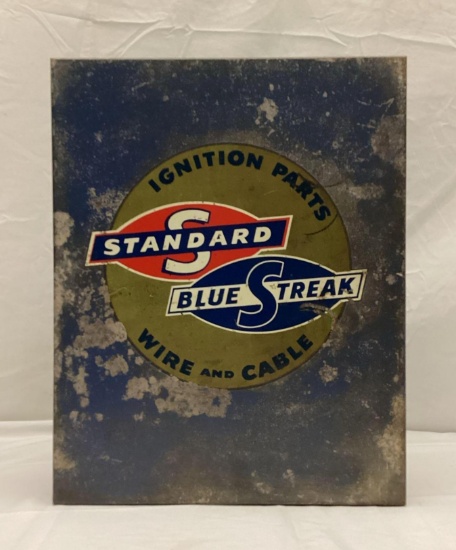 IGNITION PARTS
STANDARD
BLUE STREAK
WIRE AND CABLE